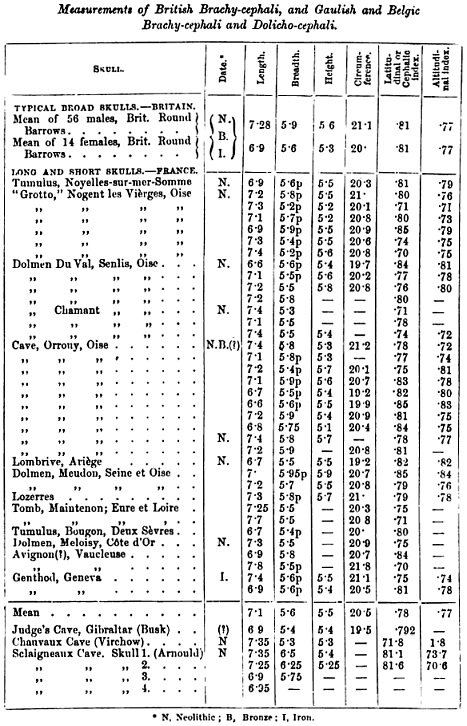 Measurements of British Brachy-cephali, and Gaulish and Belgic
Brachy-cephali and Dolicho-cephali.
SKULL. Date.* Length. Breadth. Height. Circumference. Latitudinal or Cephalic index. Altitudinal index.
TYPICAL BROAD SKULLS.—BRITAIN.
Mean of 56 males, Brit. Round
Barrows. . . . . . . . N. 7·28 5·9 5 6 21·1 ·81 ·77
B.
Mean of 14 females, Brit. Round
Barrows. . . . . . . . I. 6·9 5·6 5·3 20· ·81 ·77
LONG AND SHORT SKULLS.—FRANCE.
Tumulus, Noyelles-sur-mer-Somme N. 6·9 5·6p 5·5 20·3 ·81 ·79
"Grotto," Nogent les Vièrges, Oise N. 7·2 5·8p 5·5 21· ·80 ·76
„ „ „ „ 7·3 5·2p 5·2 20·1 ·71 ·71
„ „ „ „ 7·1 5·7p 5·2 20·8 ·80 ·73
„ „ „ „ 6·9 5·9p 5·5 20·9 ·85 ·79
„ „ „ „ 7·3 5·4p 5·5 20·6 ·74 ·75
„ „ „ „ 7·4 5·2p 5·6 20·8 ·70 ·75
Dolmen Du Val, Senlis, Oise . . . N. 6·6 5·6p 5·4 19·7 ·84 ·81
„ „ „ „ . . . 7·1 5·5p 5·6 20·2 ·77 ·78
„ „ „ „ . . . 7·2 5·5 5·8 20·8 ·76 ·80
„ „ „ „ . . . 7·2 5·8 — — ·80 —
„ Chamant „ „ . . . N. 7·4 5·3 — — ·71 —
„ „ „ „ . . . 7·1 5·5 — — ·78 —
„ „ „ „ . . . 7·4 5·5 5·4 — ·74 ·72
Cave, Orrouy, Oise . . . . . . N.B.(?) 7·4 5·8 5·3 21·2 ·78 ·72
„ „ „ . . . . . . 7·1 5·8p 5·3 — ·77 ·74
„ „ „ . . . . . . 7·2 5·4p 5·7 20·1 ·75 ·81
„ „ „ . . . . . . 7·1 5·9p 5·6 20·7 ·83 ·78
„ „ „ . . . . . . 6·7 5·5p 5·4 19·2 ·82 ·80
„ „ „ . . . . . . 6·6 5·6p 5·5 19·9 ·85 ·83
„ „ „ . . . . . . 7·2 5·9 5·4 20·9 ·81 ·75
„ „ „ . . . . . . 6·8 5·75 5·1 20·4 ·84 ·75
„ „ „ . . . . . . N. 7·4 5·8 5·7 — ·78 ·77
„ „ „ . . . . . . 7·2 5·9 — 20·8 ·81 —
Lombrive, Ariège . . . . . . N. 6·7 5·5 5·5 19·2 ·82 ·82
Dolmen, Meudon, Seine et Oise . . 7· 5·95p 5·9 20·7 ·85 ·84
„ „ „ „ . . 7·2 5·7 5·5 20·8 ·79 ·76
Lozerres . . . . . . . . 7·3 5·8p 5·7 21· ·79 ·78
Tomb, Maintenon; Eure et Loire . 7·25 5·5 — 20·3 ·75 —
„ „ „ „ . 7·7 5·5 — 20 8 ·71 —
Tumulus, Bougon, Deux Sèvres . . 6·7 5·4p — 20· ·80 —
Dolmen, Meloisy, Côte d'Or . . . N. 7·3 5·5 — 20·9 ·75 —
Avignon(?), Vaucluse . . . . 6·9 5·8 — 20·7 ·84 —
„ „ . . . . 7·8 5·5p — 21·8 ·70 —
Genthod, Geneva . . . . . . I. 7·4 5·6p 5·5 21·1 ·75 ·74
„ „ . . . . . . 6·9 5·6p 5·4 20·5 ·81 ·78
Mean . . . . . . . . . 7·1 5·6 5·5 20·5 ·78 ·77
Judge's Cave, Gibraltar (Busk) . . (?) 6 9 5·4 5·4 19·5 ·792 -
Chauvaux Cave (Virchow) . . . N 7·35 5·3 5·3 — 71·8 1·8
Sclaigneaux Cave. Skull 1. (Arnould) N 7·35 6·5 5·4 — 81·1 73·7
„ „ „ 2. . . 7·25 6·25 5·25 — 81·6 70·6
„ „ „ 3. . . 6·9 5·75 — — — —
„ „ „ 4. . . 6·95 — — — — —
* N, Neolithic; B, Bronze; I, Iron.